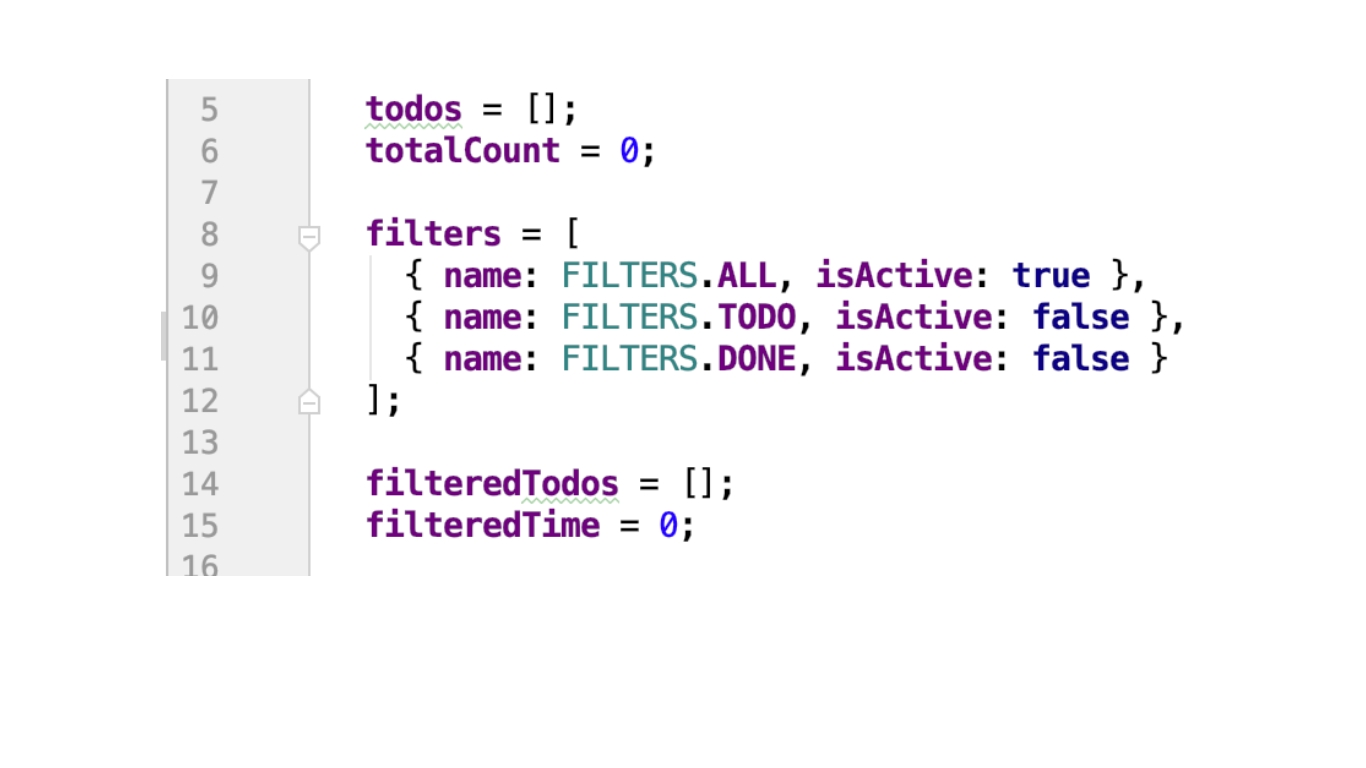 5 todos = [];
6 totalCount = 0;
7
8 filters = [
9 { name: FILTERS.ALL, isActive: true },
10 { name: FILTERS.TODO, isActive: false },
11 { name: FILTERS.DONE, isActive: false }
12 ];
13
14 filteredTodos = [];
15 filteredTime = 0;
16